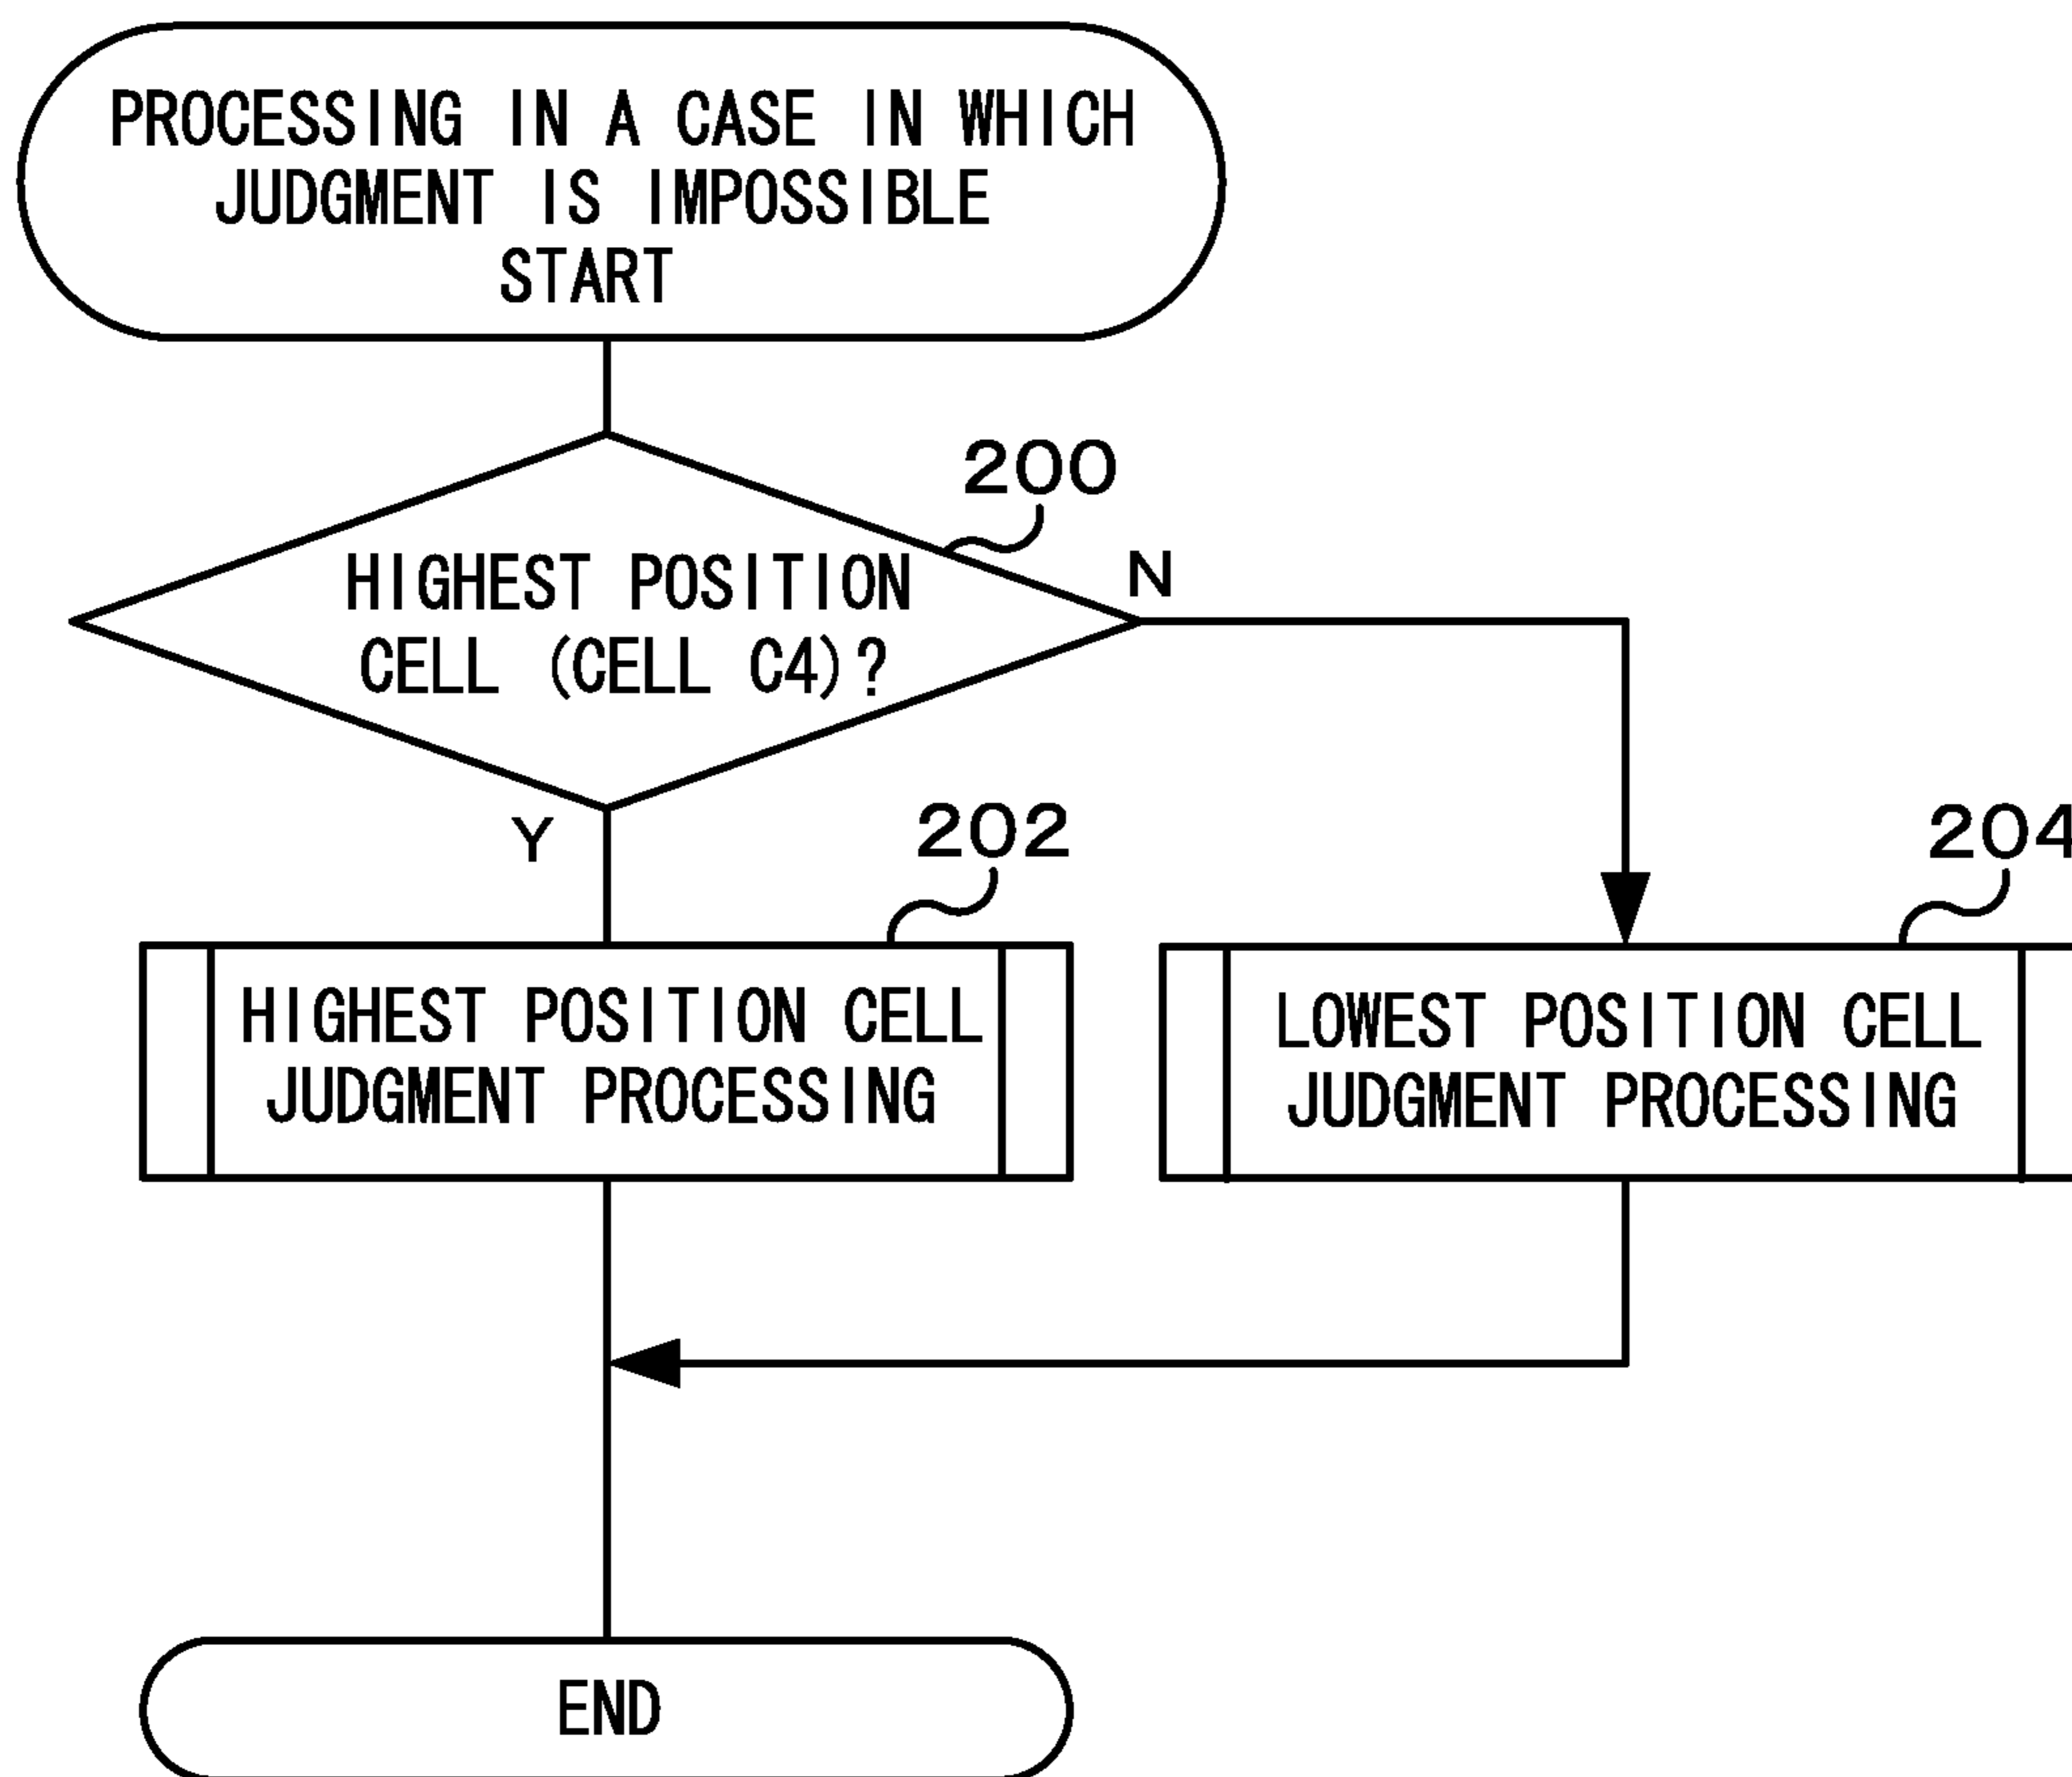 PROCESSING IN A CASE IN WHICH
JUDGMENT IS IMPOSSIBLE
START
200
HIGHEST POSITION
CELL (CELL C4)?
N
Y
202
204
HIGHEST POSITION CELL
JUDGMENT PROCESSING
LOWEST POSITION CELL
JUDGMENT PROCESSING
END